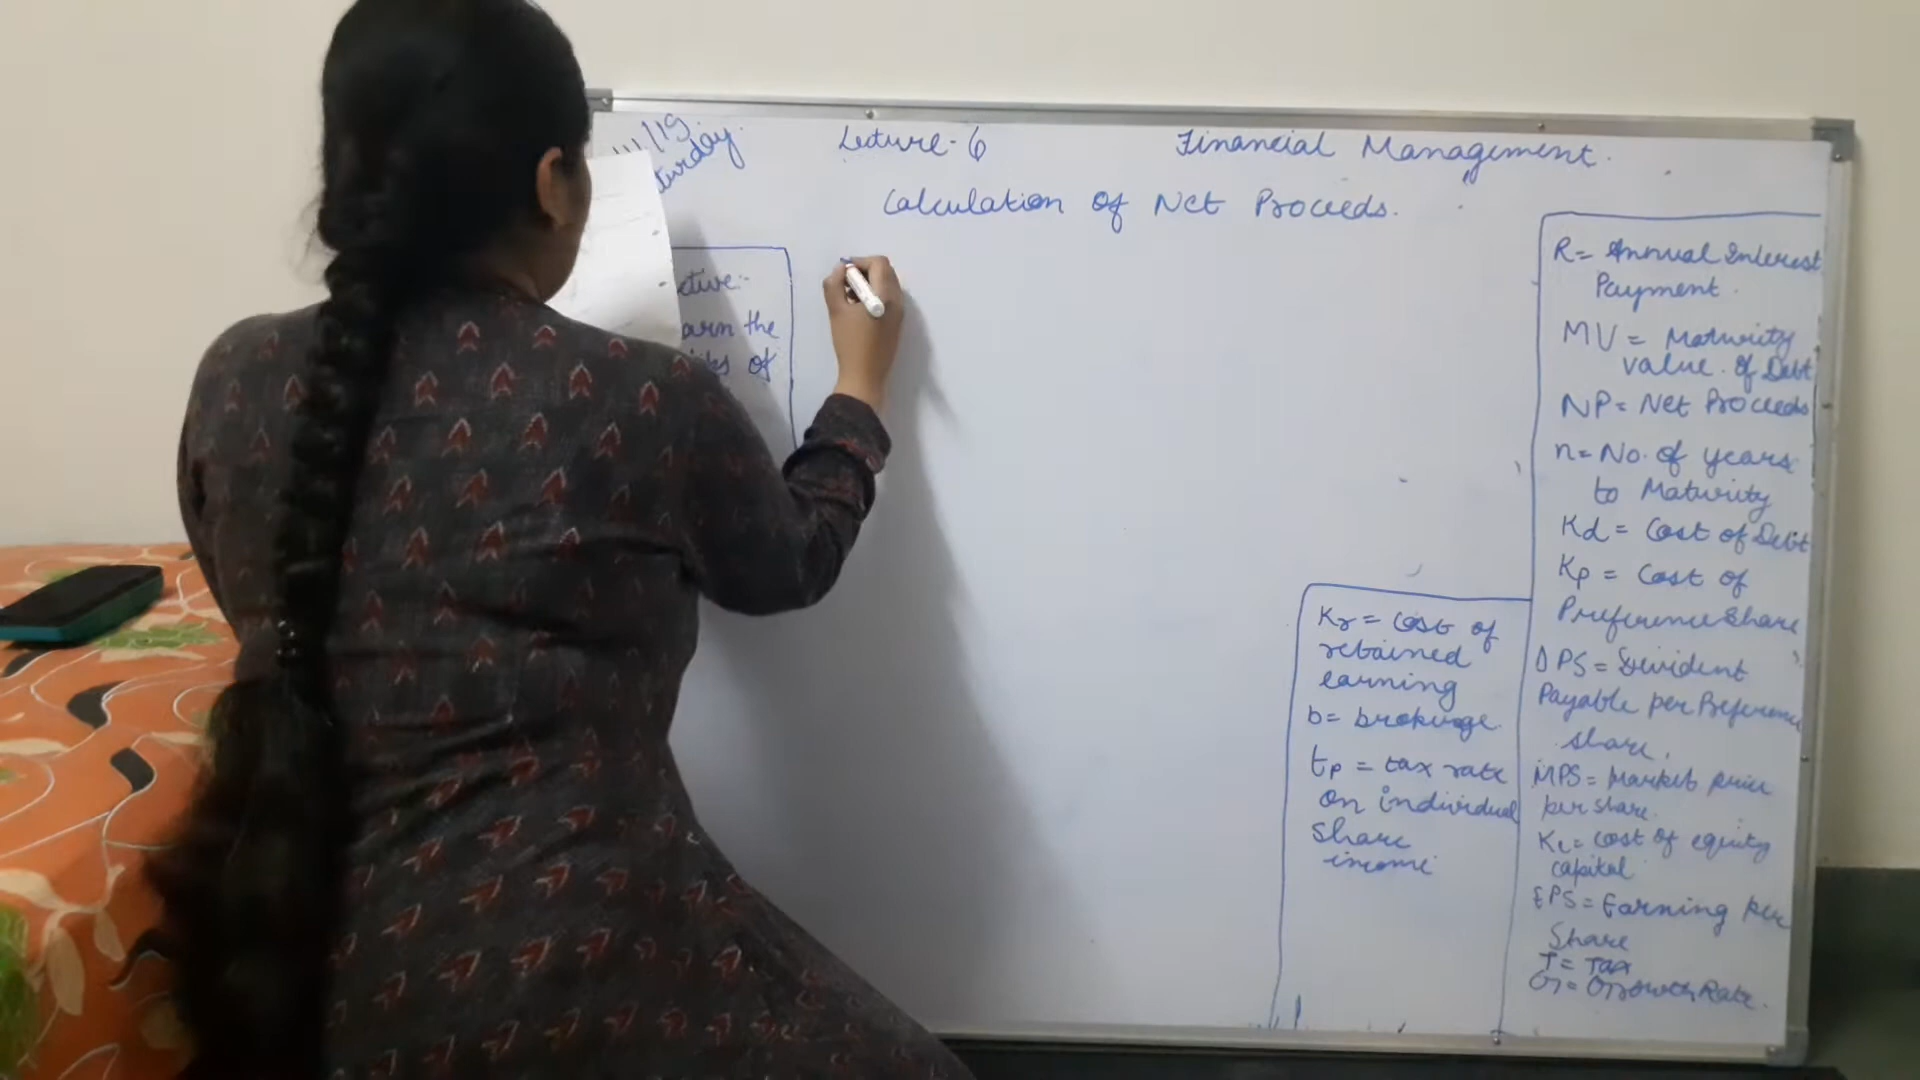 Lecture-6
Financial Management.
Calculation of Net Proceeds.
the
of
R = Annual Interest
Payment.
MV = Maturity
value. of Debt
NP = Net Proceeds
n = No. of years
to Maturity
Kd = Cost of Debt
Kp = Cost of
Preference Share
DPS = Divident
Payable per Preference
share.
MPS = Market price
per share.
Ke = cost of equity
capital
EPS = Earning per
Share
T = Tax
G = Growth Rate.
Kr = cost of
retained
earning
b = brokerage
tp = tax rate
on individual
share
income